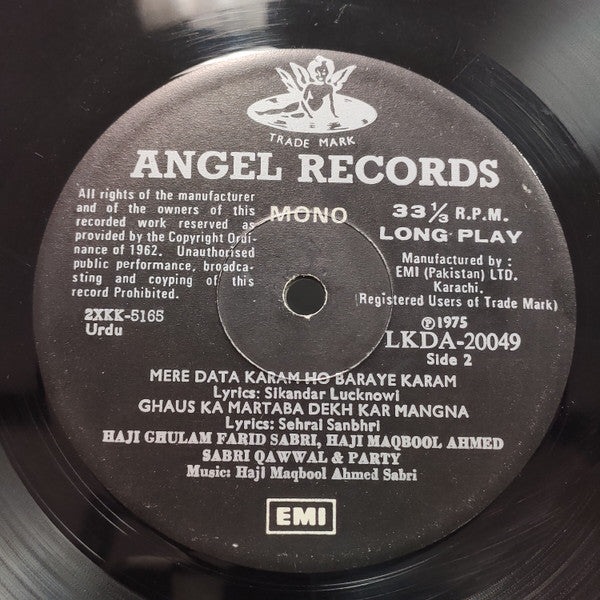 TRADE MARK
ANGEL RECORDS
All rights of the manufacturer
and of the owners of this
recorded work reserved as
provided by the Copyright Ordi-
nance of 1962. Unauthorised
public performance, broadca-
sting and coyping of this
record Prohibited.
2XKK-5165
Urdu
MONO
33 1/3 R.P.M.
LONG PLAY
Manufactured by :
EMI (Pakistan) LTD.
Karachi.
(Registered Users of Trade Mark)
℗1975
LKDA-20049
Side 2
MERE DATA KARAM HO BARAYE KARAM
Lyrics: Sikandar Lucknowi
GHAUS KA MARTABA DEKH KAR MANGNA
Lyrics: Sehral Sanbhri
HAJI GHULAM FARID SABRI, HAJI MAQBOOL AHMED
SABRI QAWWAL & PARTY
Music: Haji Maqbool Ahmed Sabri
EMI